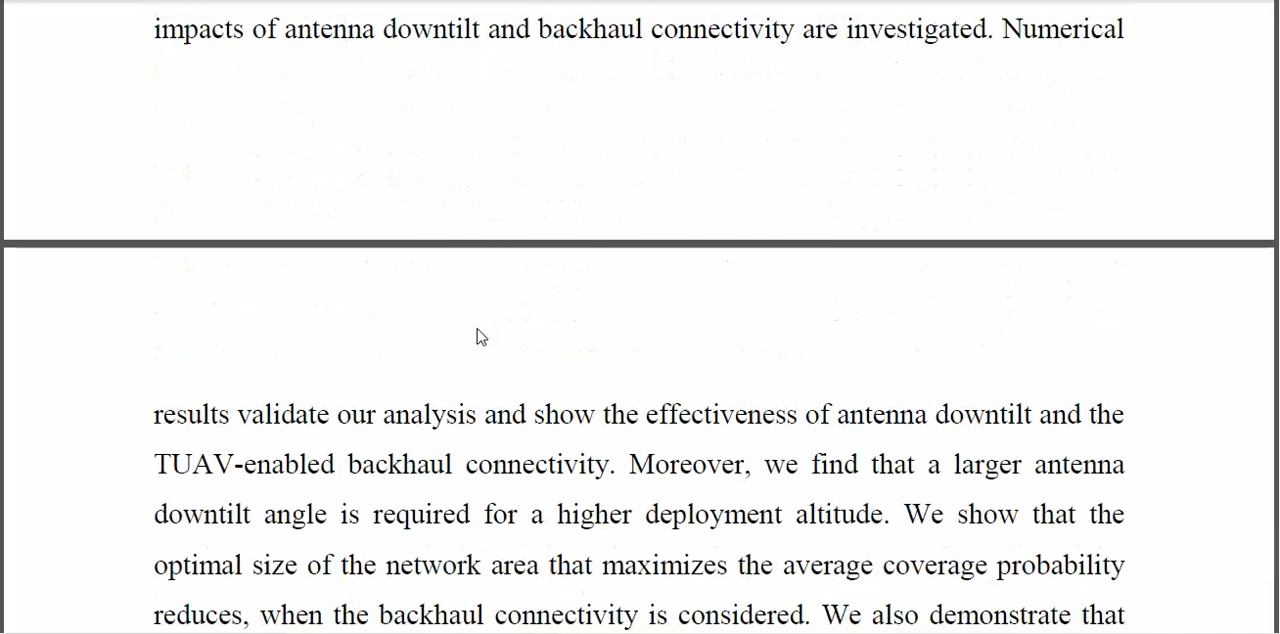 impacts of antenna downtilt and backhaul connectivity are investigated. Numerical
results validate our analysis and show the effectiveness of antenna downtilt and the
TUAV-enabled backhaul connectivity. Moreover, we find that a larger antenna
downtilt angle is required for a higher deployment altitude. We show that the
optimal size of the network area that maximizes the average coverage probability
reduces, when the backhaul connectivity is considered. We also demonstrate that